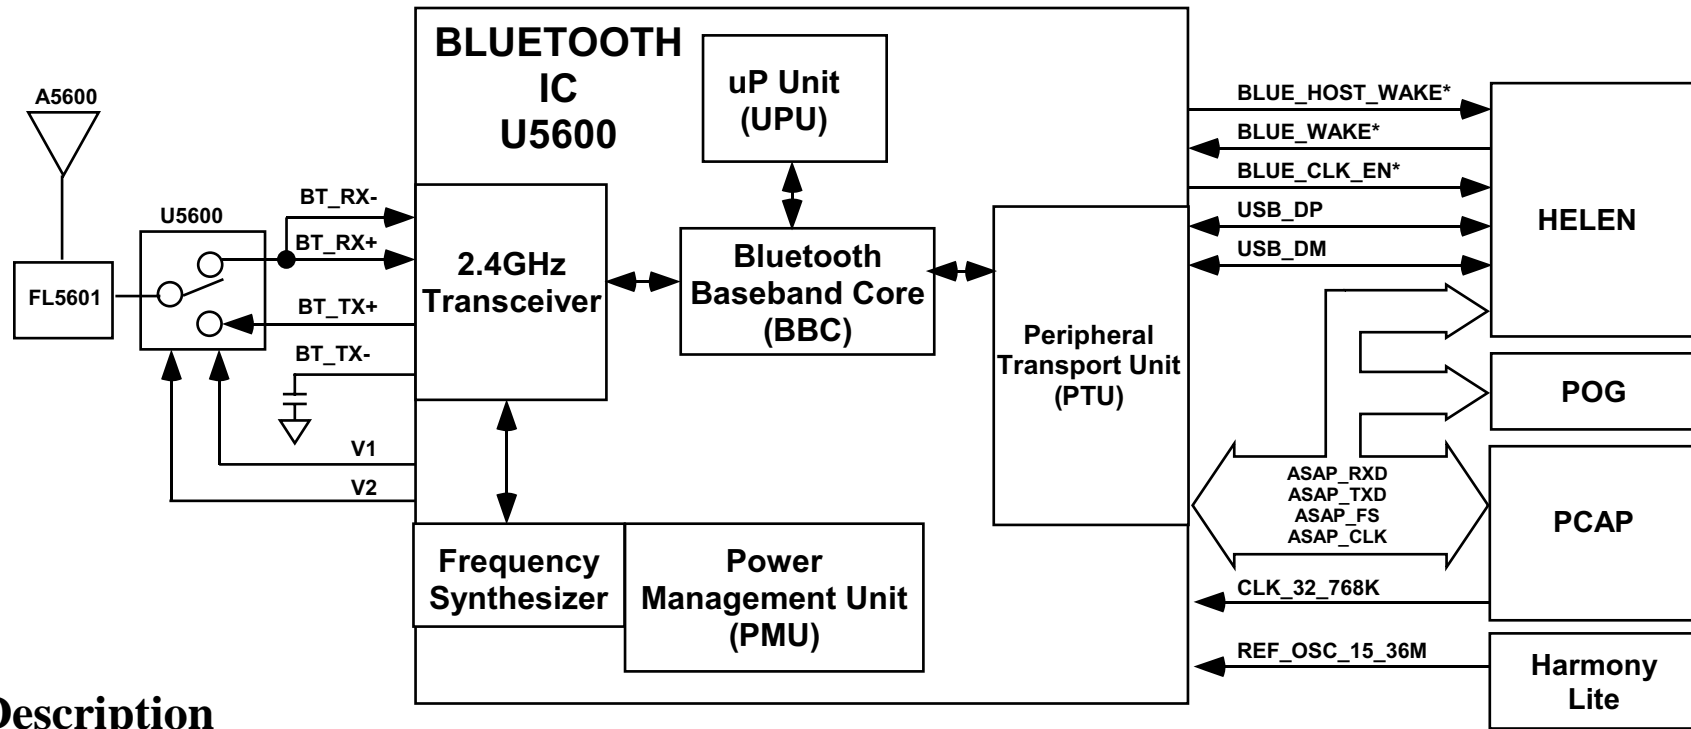 BLUETOOTH
IC
U5600
uP Unit
(UPU)
A5600
U5600
FL5601
BT_RX-
BT_RX+
BT_TX+
BT_TX-
V1
V2
2.4GHz
Transceiver
Bluetooth
Baseband Core
(BBC)
Peripheral
Transport Unit
(PTU)
Frequency
Synthesizer
Power
Management Unit
(PMU)
BLUE_HOST_WAKE*
BLUE_WAKE*
BLUE_CLK_EN*
USB_DP
USB_DM
ASAP_RXD
ASAP_TXD
ASAP_FS
ASAP_CLK
CLK_32_768K
REF_OSC_15_36M
HELEN
POG
PCAP
Harmony
Lite
Description